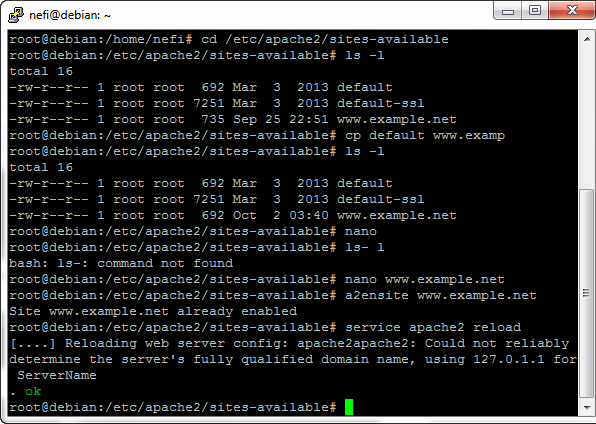 nefi@debian: ~
root@debian:/home/nefi# cd /etc/apache2/sites-available
root@debian:/etc/apache2/sites-available# ls -l
total 16
-rw-r--r-- 1 root root  692 Mar  3  2013 default
-rw-r--r-- 1 root root 7251 Mar  3  2013 default-ssl
-rw-r--r-- 1 root root  735 Sep 25 22:51 www.example.net
root@debian:/etc/apache2/sites-available# cp default www.examp
root@debian:/etc/apache2/sites-available# ls -l
total 16
-rw-r--r-- 1 root root  692 Mar  3  2013 default
-rw-r--r-- 1 root root 7251 Mar  3  2013 default-ssl
-rw-r--r-- 1 root root  692 Oct  2 03:40 www.example.net
root@debian:/etc/apache2/sites-available# nano
root@debian:/etc/apache2/sites-available# ls- l
bash: ls-: command not found
root@debian:/etc/apache2/sites-available# nano www.example.net
root@debian:/etc/apache2/sites-available# a2ensite www.example.net
Site www.example.net already enabled
root@debian:/etc/apache2/sites-available# service apache2 reload
[....] Reloading web server config: apache2apache2: Could not reliably
determine the server's fully qualified domain name, using 127.0.1.1 for
 ServerName
. ok
root@debian:/etc/apache2/sites-available#